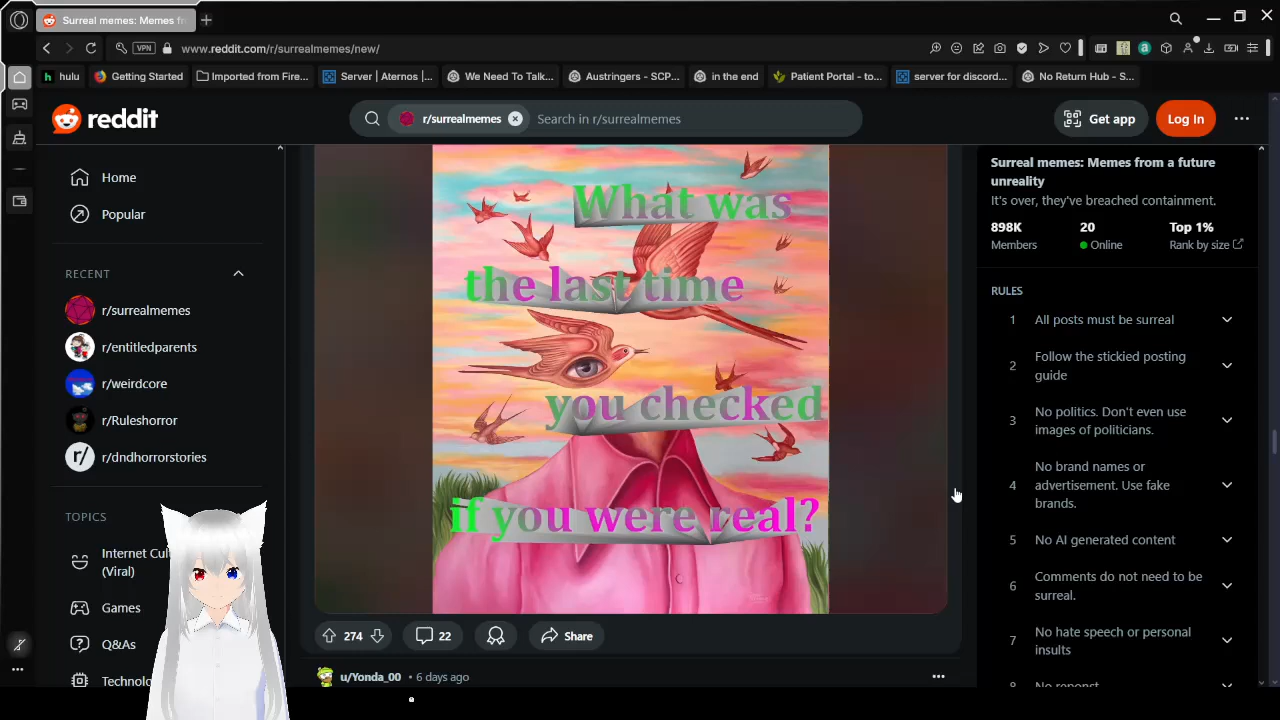 Surreal memes: Memes fr
VPN
www.reddit.com/r/surrealmemes/new/
hulu
Getting Started
Imported from Fire...
Server | Aternos |...
We Need To Talk...
Austringers - SCP...
in the end
Patient Portal - to...
server for discord...
No Return Hub - S...
reddit
r/surrealmemes
Search in r/surrealmemes
Get app
Log In
Home
Popular
RECENT
r/surrealmemes
r/entitledparents
r/weirdcore
r/Ruleshorror
r/dndhorrorstories
TOPICS
Internet Cul
(Viral)
Games
Q&As
Technolo
What was
the last time
you checked
if you were real?
274
22
Share
u/Yonda_00 • 6 days ago
Surreal memes: Memes from a future
unreality
It's over, they've breached containment.
898K 20 Top 1%
Members Online Rank by size
RULES
1 All posts must be surreal
2 Follow the stickied posting
guide
3 No politics. Don't even use
images of politicians.
4 No brand names or
advertisement. Use fake
brands.
5 No AI generated content
6 Comments do not need to be
surreal.
7 No hate speech or personal
insults